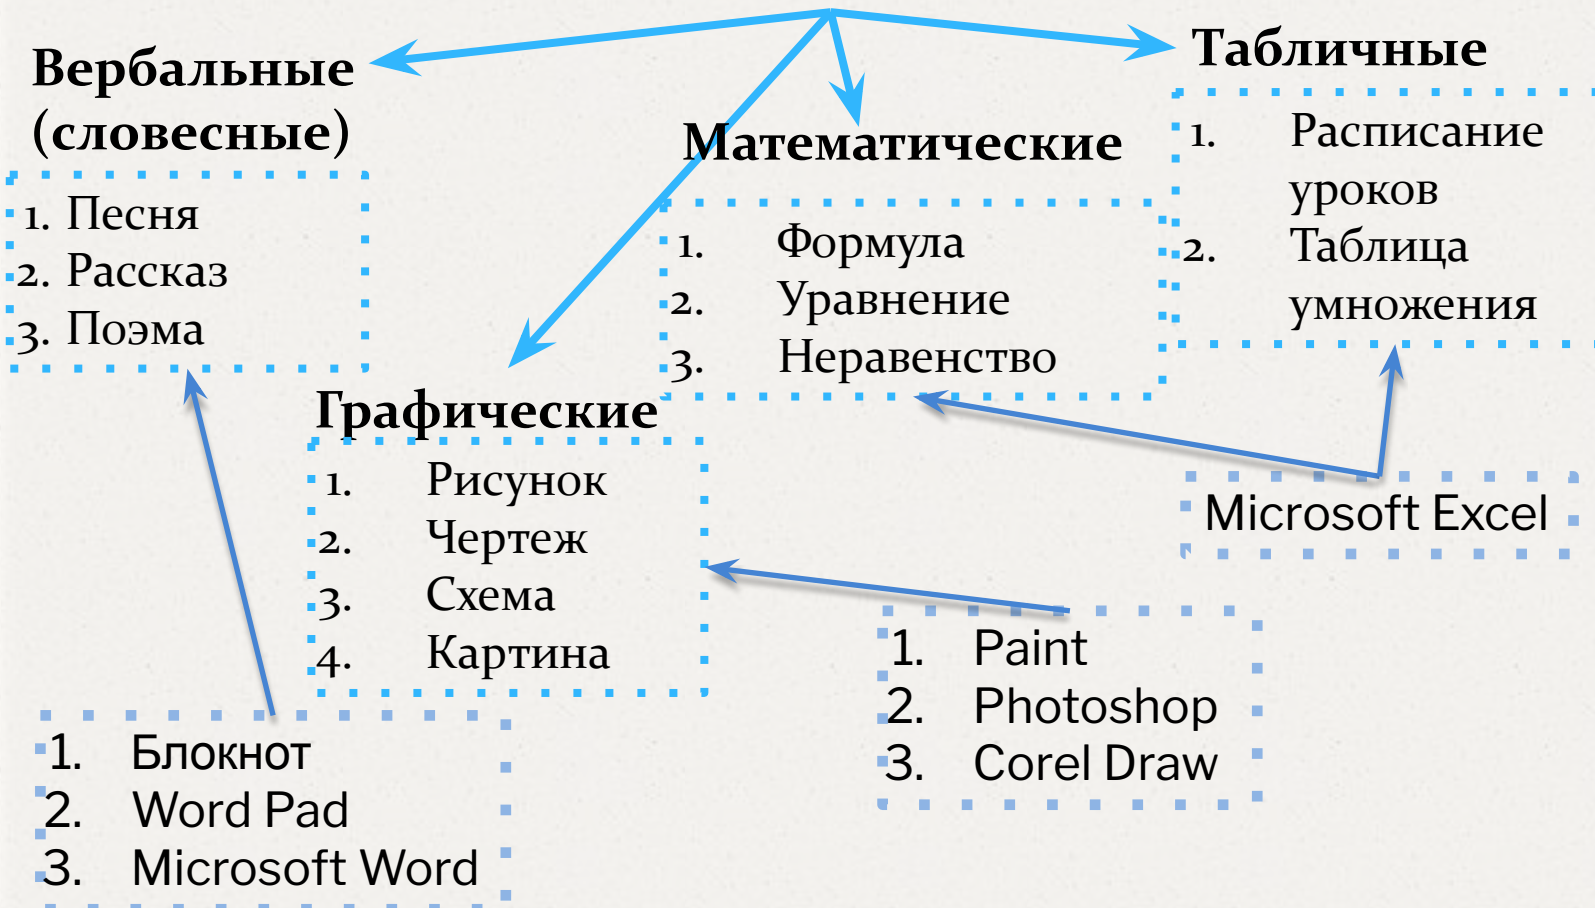 Вербальные
(словесные)
1. Песня
2. Рассказ
3. Поэма
Графические
1. Рисунок
2. Чертеж
3. Схема
4. Картина
Математические
1. Формула
2. Уравнение
3. Неравенство
Табличные
1. Расписание
уроков
2. Таблица
умножения
Microsoft Excel
1. Paint
2. Photoshop
3. Corel Draw
1. Блокнот
2. Word Pad
3. Microsoft Word